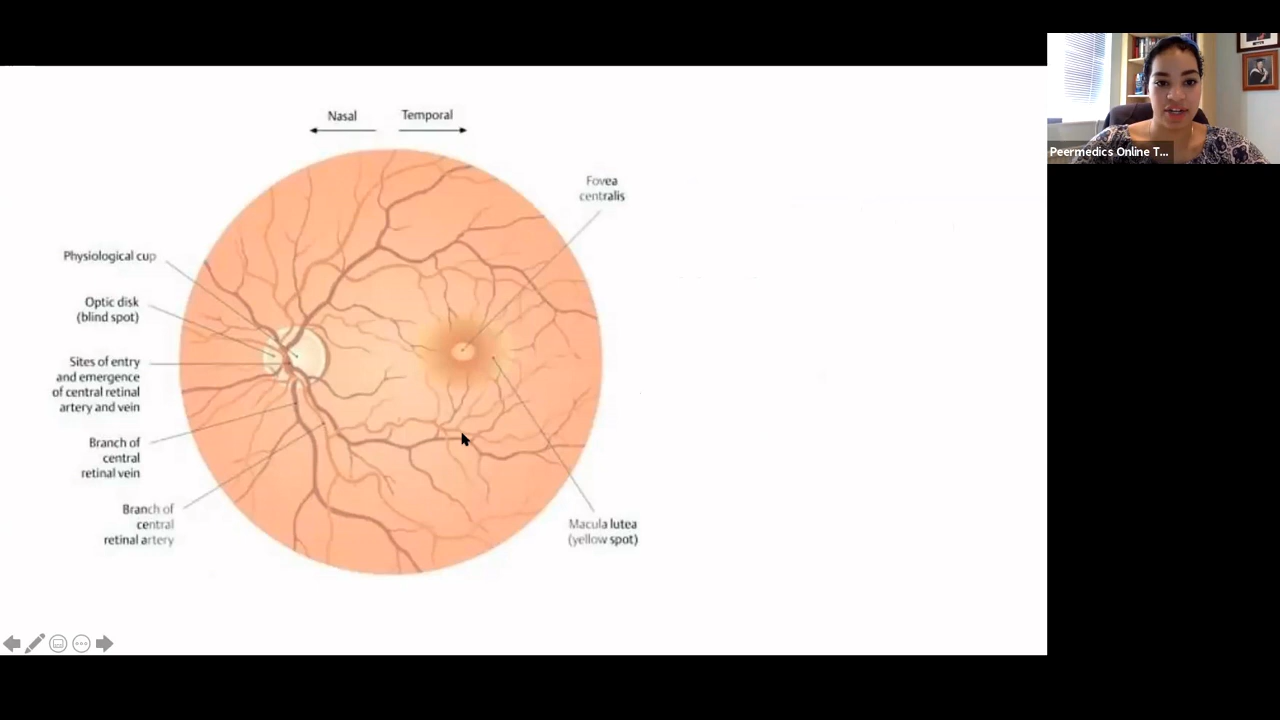 Nasal
Temporal
Fovea
centralis
Physiological cup
Optic disk
(blind spot)
Sites of entry
and emergence
of central retinal
artery and vein
Branch of
central
retinal vein
Branch of
central
retinal artery
Macula lutea
(yellow spot)
Peermedics Online T...